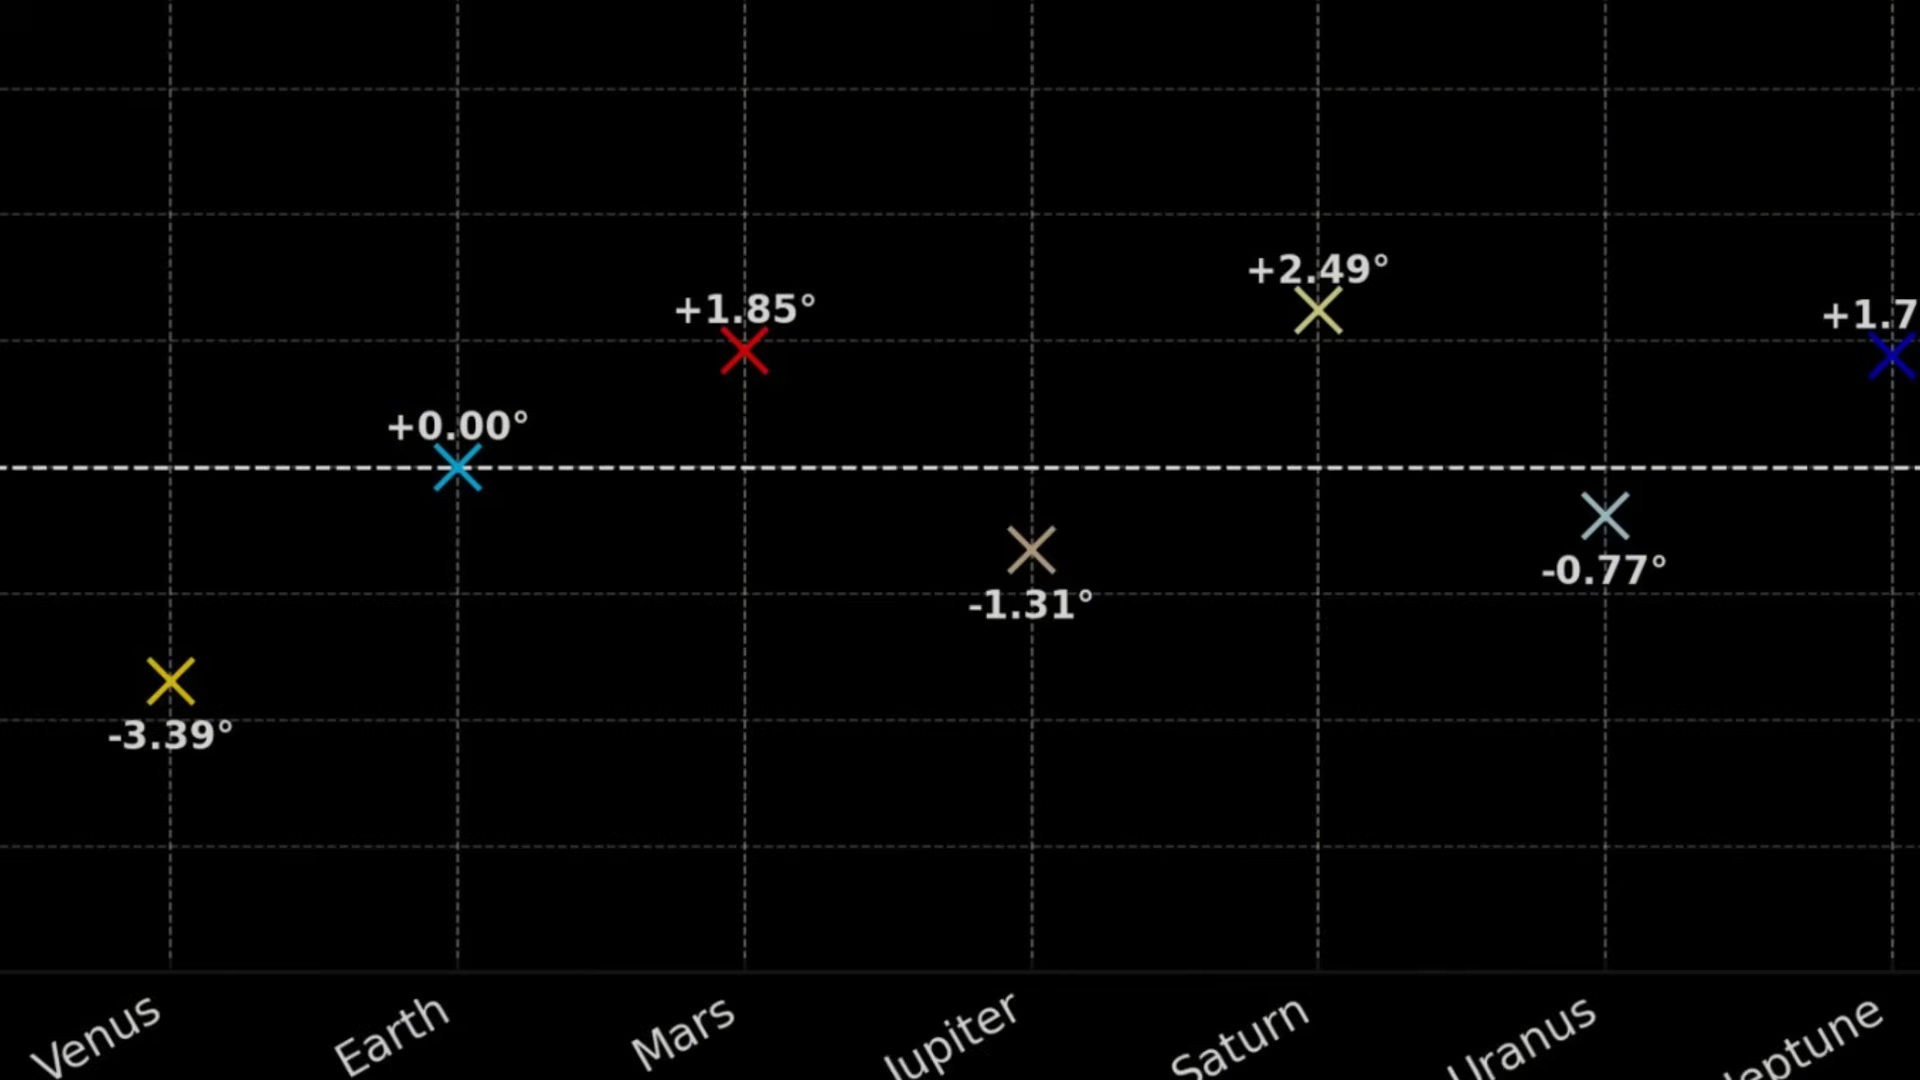 +2.49°
+1.85°
+1.7
+0.00°
-0.77°
-1.31°
-3.39°
Venus
Earth
Mars
Jupiter
Saturn
Uranus
eptune